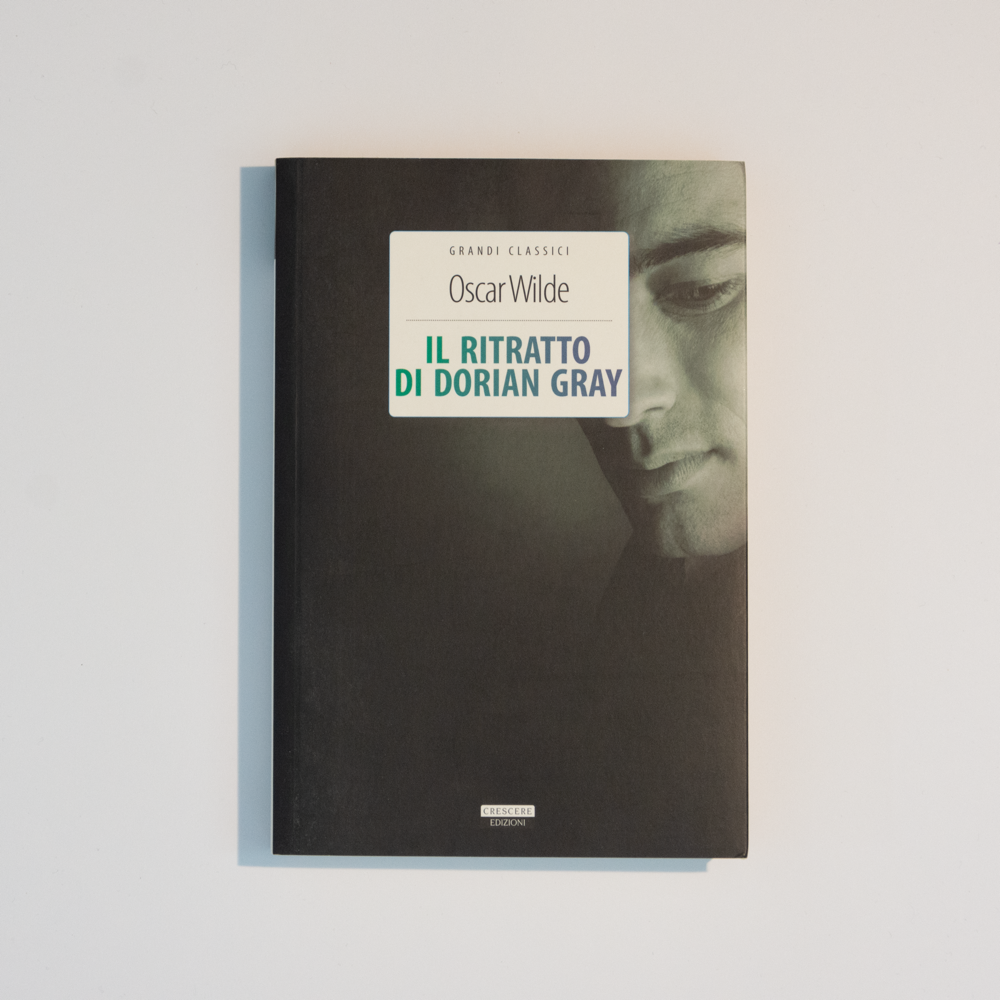 GRANDI CLASSICI
Oscar Wilde
IL RITRATTO
DI DORIAN GRAY
CRESCERE
EDIZIONI